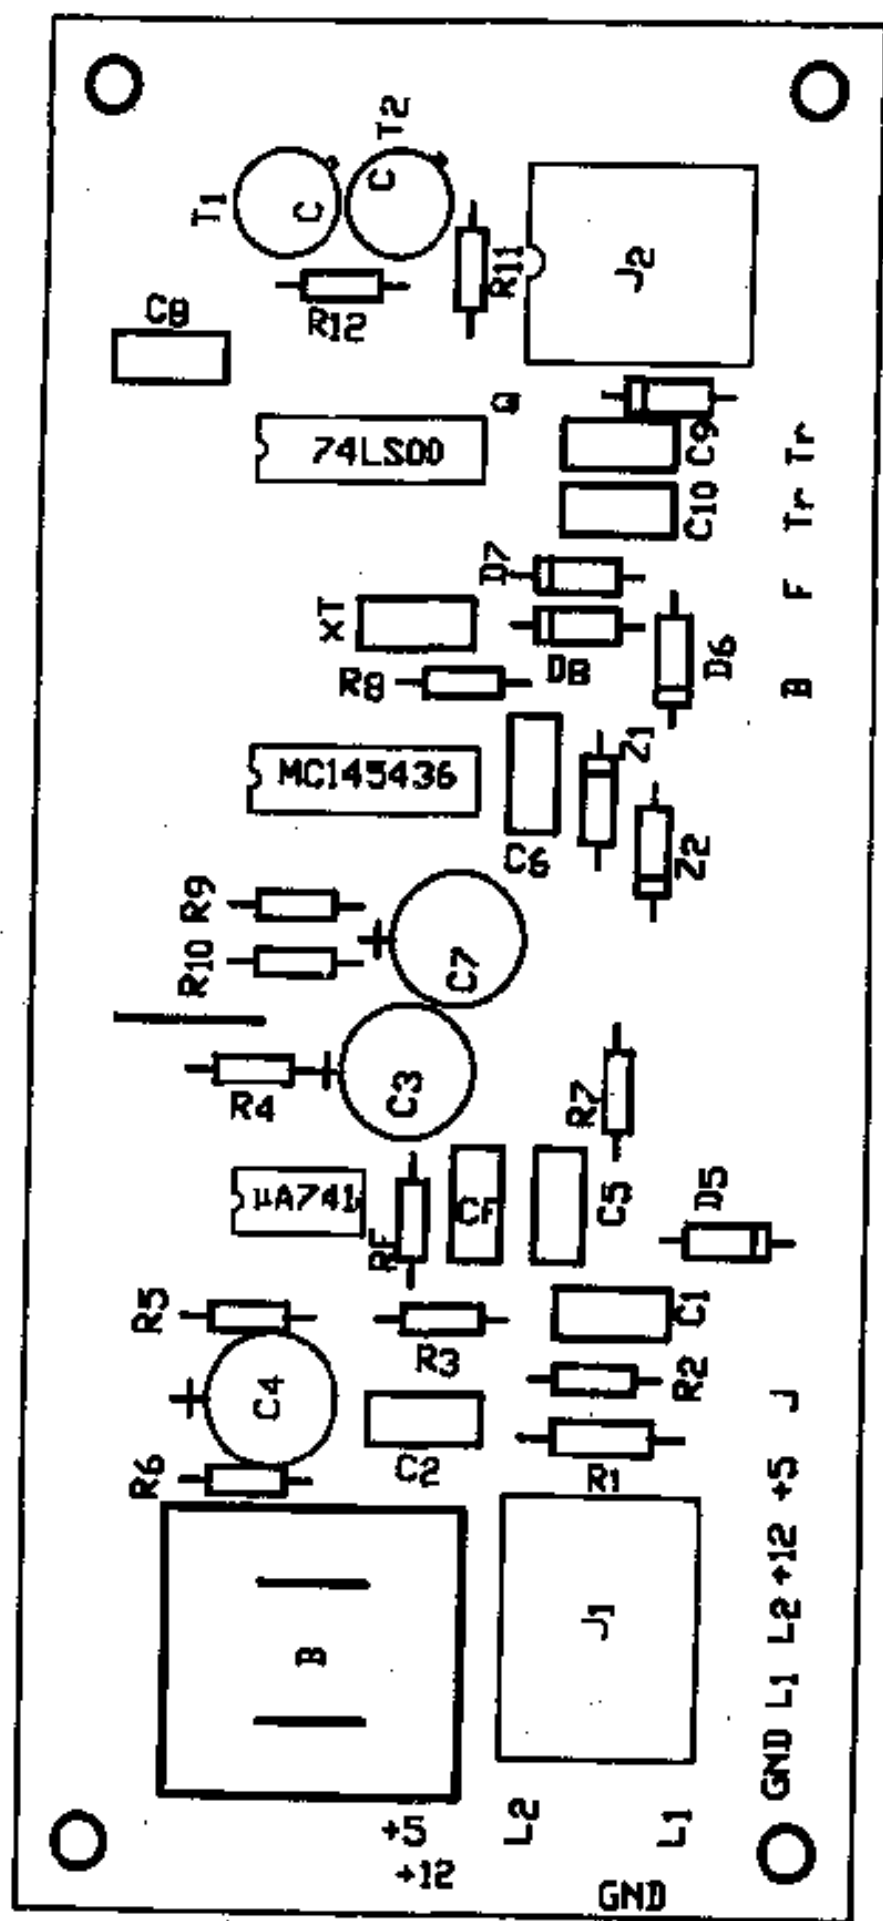 T2
T1
C
C
J2
R11
R12
C8
74LS00
C9
Tr
C10
Tr
D7
F
XT
D8
D6
R8
B
Z1
MC145436
Z2
C6
R9
C7
R10
C3
R4
R7
µA741
RF
CF
C5
D5
R5
C1
R3
R2
C4
J
C2
R1
R6
+5
+12
J1
L2
B
L1
GND
+5
L2
L1
+12
GND